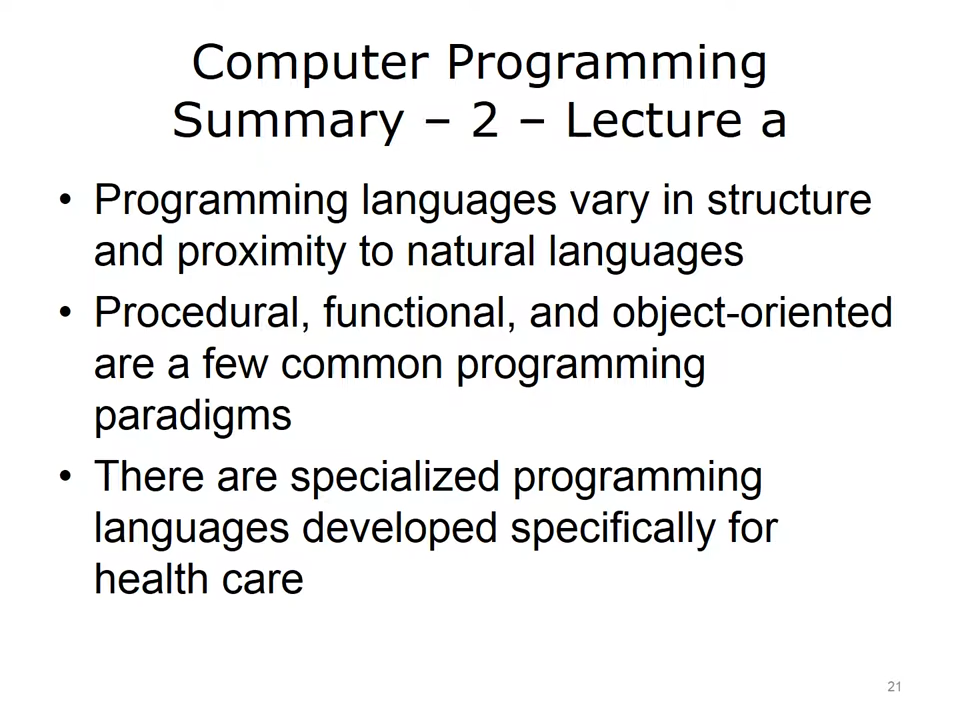 Computer Programming
Summary – 2 – Lecture a
• Programming languages vary in structure
and proximity to natural languages
• Procedural, functional, and object-oriented
are a few common programming
paradigms
• There are specialized programming
languages developed specifically for
health care
21